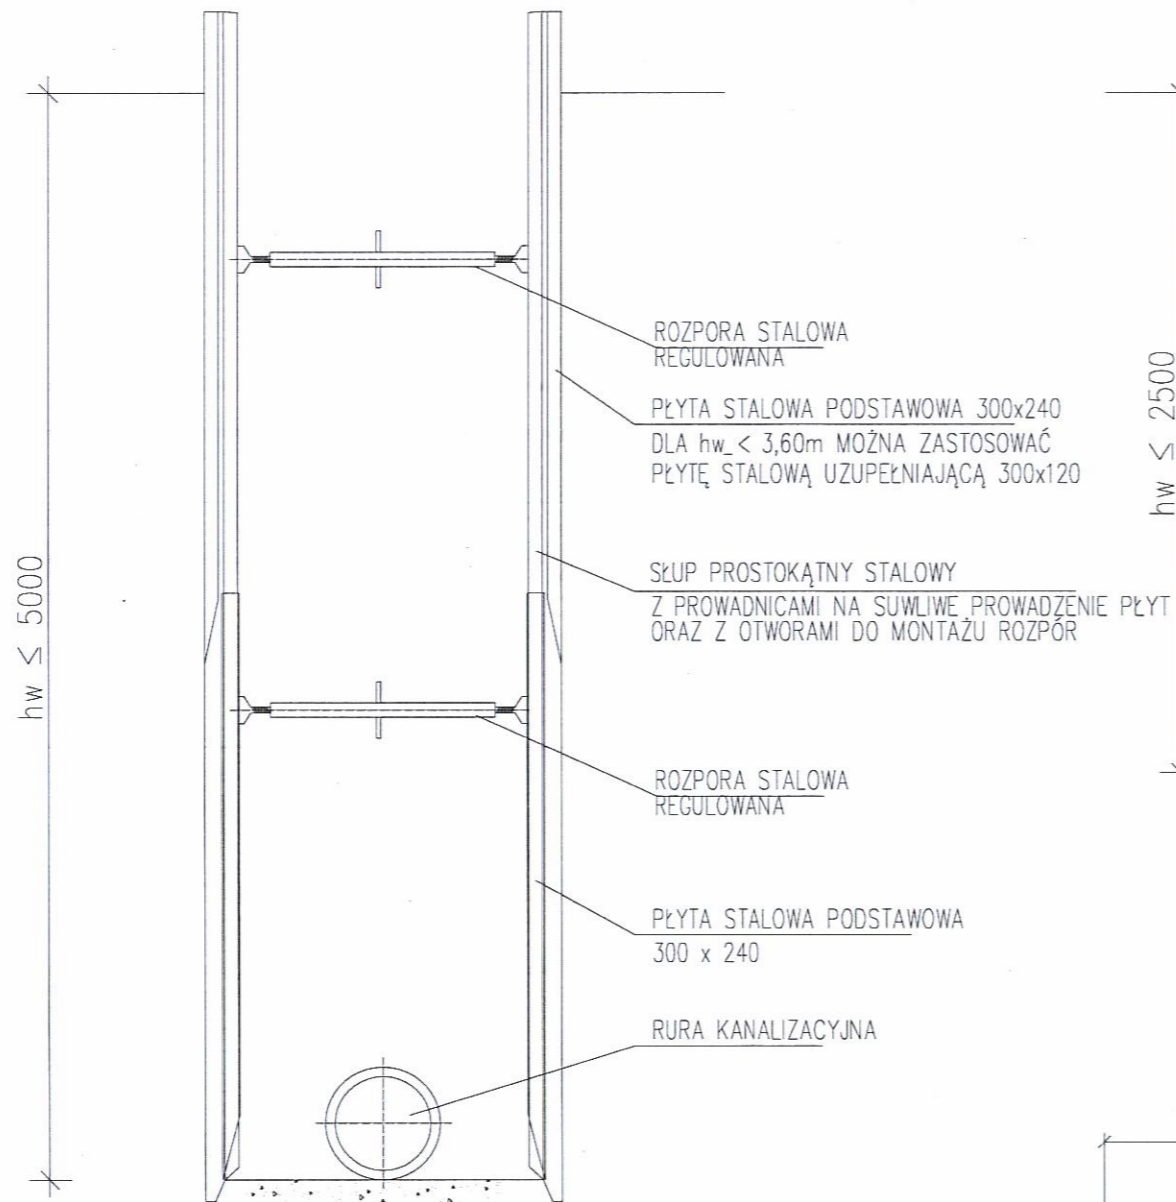 ROZPORA STALOWA
REGULOWANA
PŁYTA STALOWA PODSTAWOWA 300x240
DLA hw_< 3,60m MOŻNA ZASTOSOWAĆ
PŁYTĘ STALOWĄ UZUPEŁNIAJĄCĄ 300x120
SŁUP PROSTOKĄTNY STALOWY
Z PROWADNICAMI NA SUWLIWE PROWADZENIE PŁYT
ORAZ Z OTWORAMI DO MONTAŻU ROZPÓR
ROZPORA STALOWA
REGULOWANA
PŁYTA STALOWA PODSTAWOWA
300 x 240
RURA KANALIZACYJNA
hw ≤ 5000
hw ≤ 2500